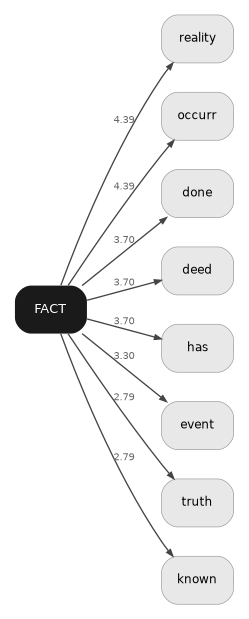 reality
4.39
occurr
4.39
done
3.70
deed
3.70
FACT
3.70
has
3.30
event
2.79
truth
2.79
known